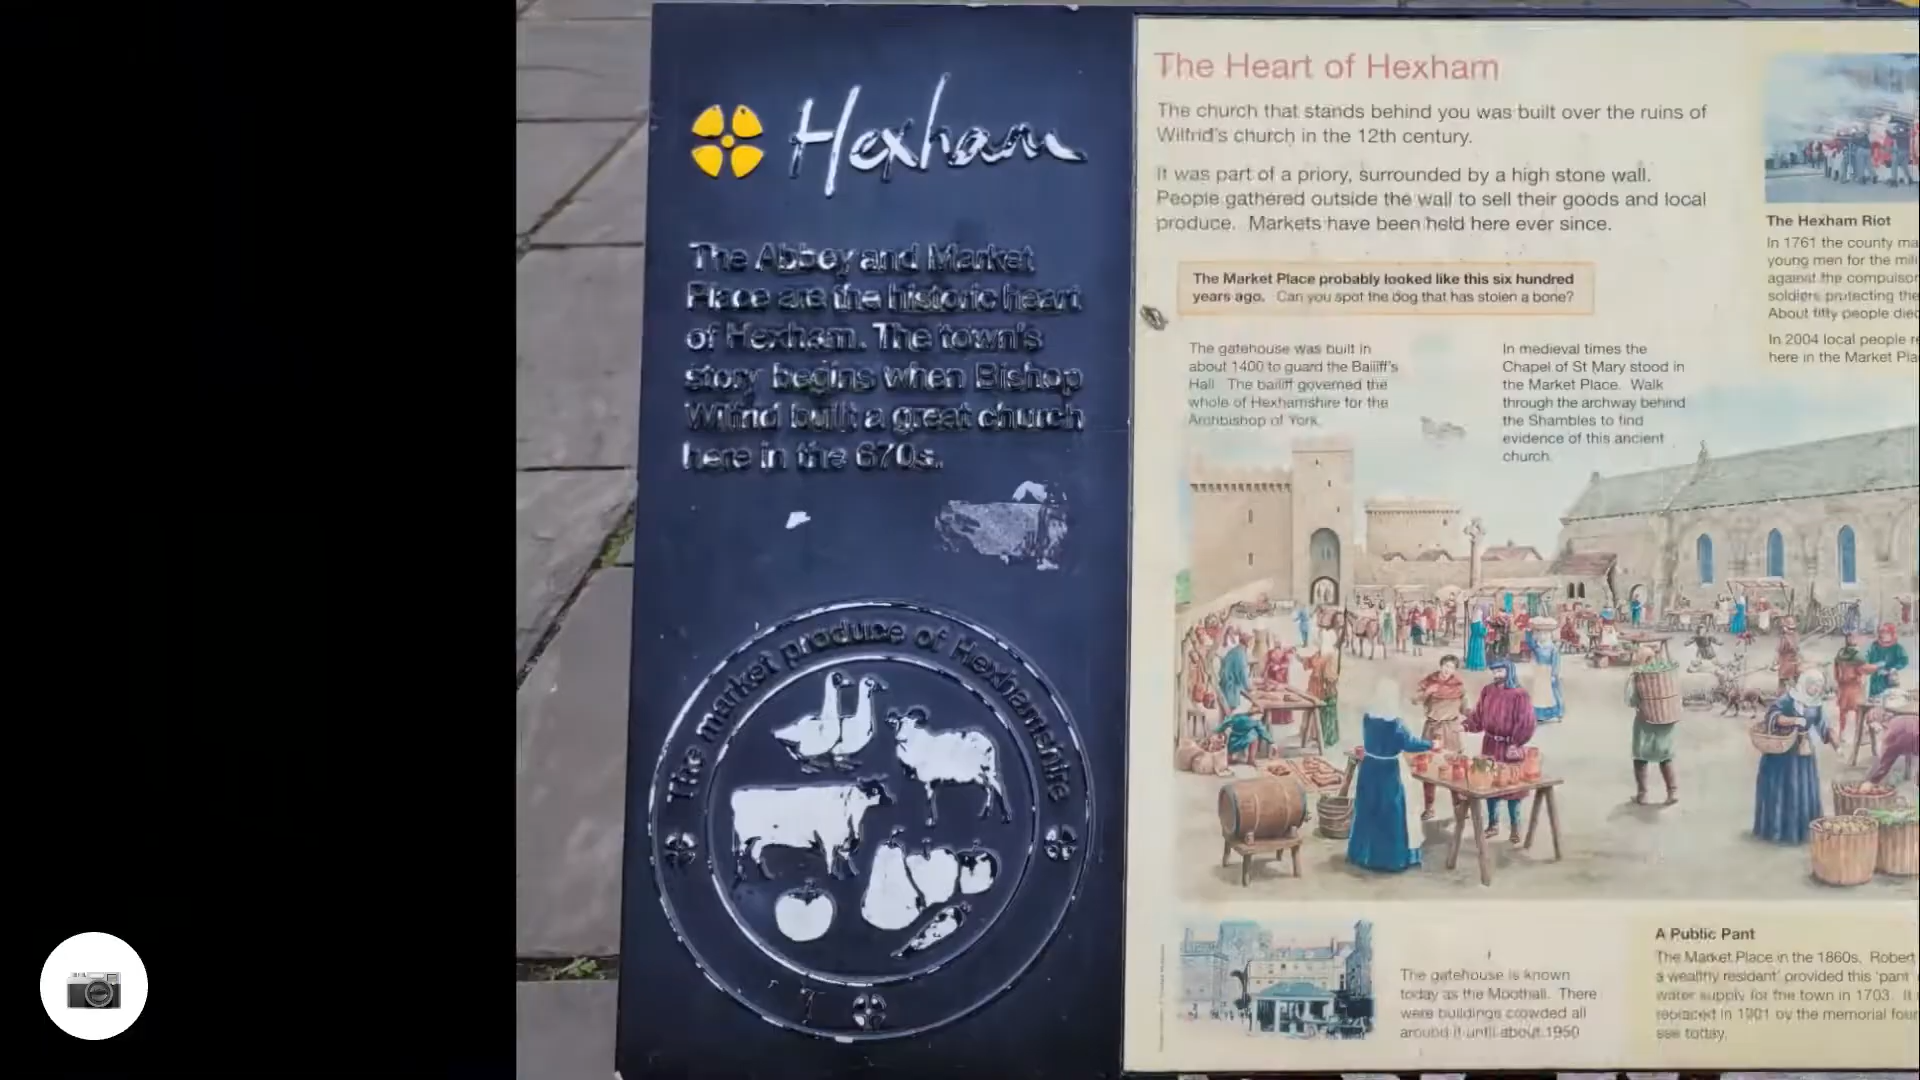 Hexham
The Abbey and Market
Place are the historic heart
of Hexham. The town's
story begins when Bishop
Wilfrid built a great church
here in the 670s.
The market produce of Hexhamshire
The Heart of Hexham
The church that stands behind you was built over the ruins of
Wilfrid's church in the 12th century.
It was part of a priory, surrounded by a high stone wall.
People gathered outside the wall to sell their goods and local
produce. Markets have been held here ever since.
The Market Place probably looked like this six hundred
years ago. Can you spot the dog that has stolen a bone?
The gatehouse was built in
about 1400 to guard the Bailiff's
Hall. The bailiff governed the
whole of Hexhamshire for the
Archbishop of York.
In medieval times the
Chapel of St Mary stood in
the Market Place. Walk
through the archway behind
the Shambles to find
evidence of this ancient
church.
The Hexham Riot
In 1761 the county
young men for the
against the
soldiers protecting the
About fifty people
In 2004 local people
here in the Market
The gatehouse is known
today as the Moothall. There
were buildings crowded all
around it until about 1950
A Public Pant
The Market Place in the 1860s. Robert
a wealthy resident' provided this 'pant'
water supply for the town in 1703. It
replaced in 1901 by the memorial
see today.